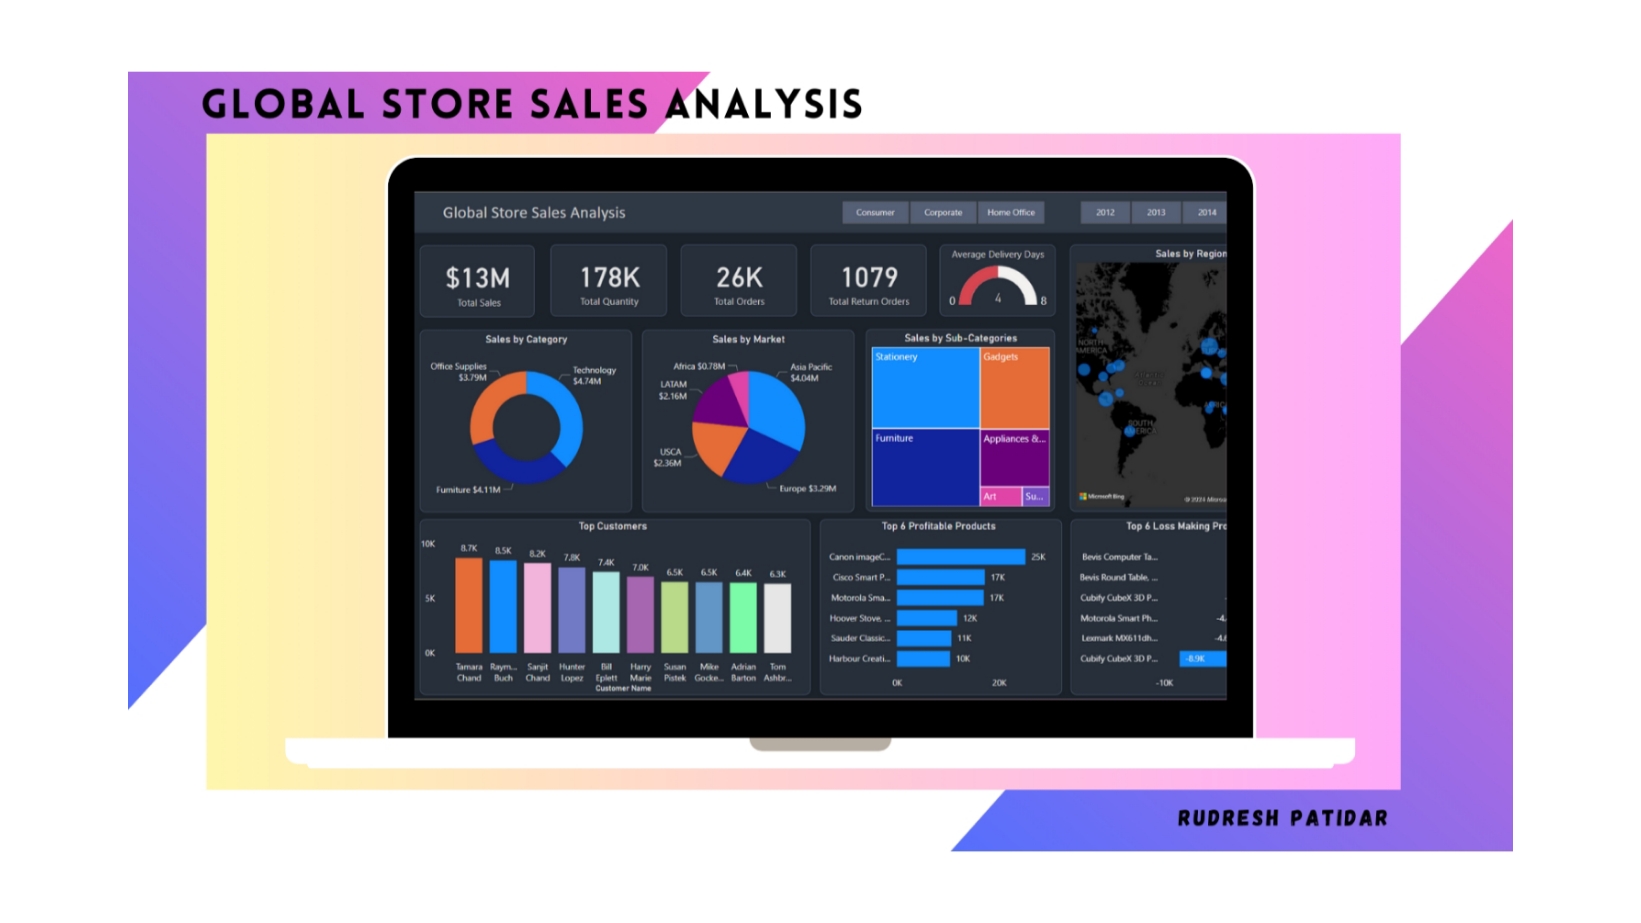 GLOBAL STORE SALES ANALYSIS
Global Store Sales Analysis
Consumer
Corporate
Home Office
2012
2013
2014
$13M
Total Sales
178K
Total Quantity
26K
Total Orders
1079
Total Return Orders
Average Delivery Days
0
4
8
Sales by Region
Sales by Category
Office Supplies
$3.79M
Technology
$4.74M
Furniture $4.11M
Sales by Market
Africa $0.78M
Asia Pacific
$4.04M
LATAM
$2.16M
USCA
$2.36M
Europe $3.29M
Sales by Sub-Categories
Stationery
Gadgets
Furniture
Appliances &...
Art
Su...
NORTH
AMERICA
SOUTH
AMERICA
Microsoft Bing
Top Customers
10K
5K
0K
8.7K
8.5K
8.2K
7.8K
7.4K
7.0K
6.5K
6.5K
6.4K
6.3K
Tamara
Chand
Raym...
Buch
Sanjit
Chand
Hunter
Lopez
Bill
Eplett
Harry
Marie
Susan
Pistek
Mike
Gocke...
Adrian
Barton
Tom
Ashbr...
Customer Name
Top 6 Profitable Products
Canon imageC...
25K
Cisco Smart P...
17K
Motorola Sma...
17K
Hoover Stove, ...
12K
Sauder Classic...
11K
Harbour Creati...
10K
0K
20K
Top 6 Loss Making Pro
Bevis Computer Ta...
Bevis Round Table, ...
Cubify CubeX 3D P...
Motorola Smart Ph...
-4.
Lexmark MX611dh...
Cubify CubeX 3D P...
-8.9K
-10K
RUDRESH PATIDAR